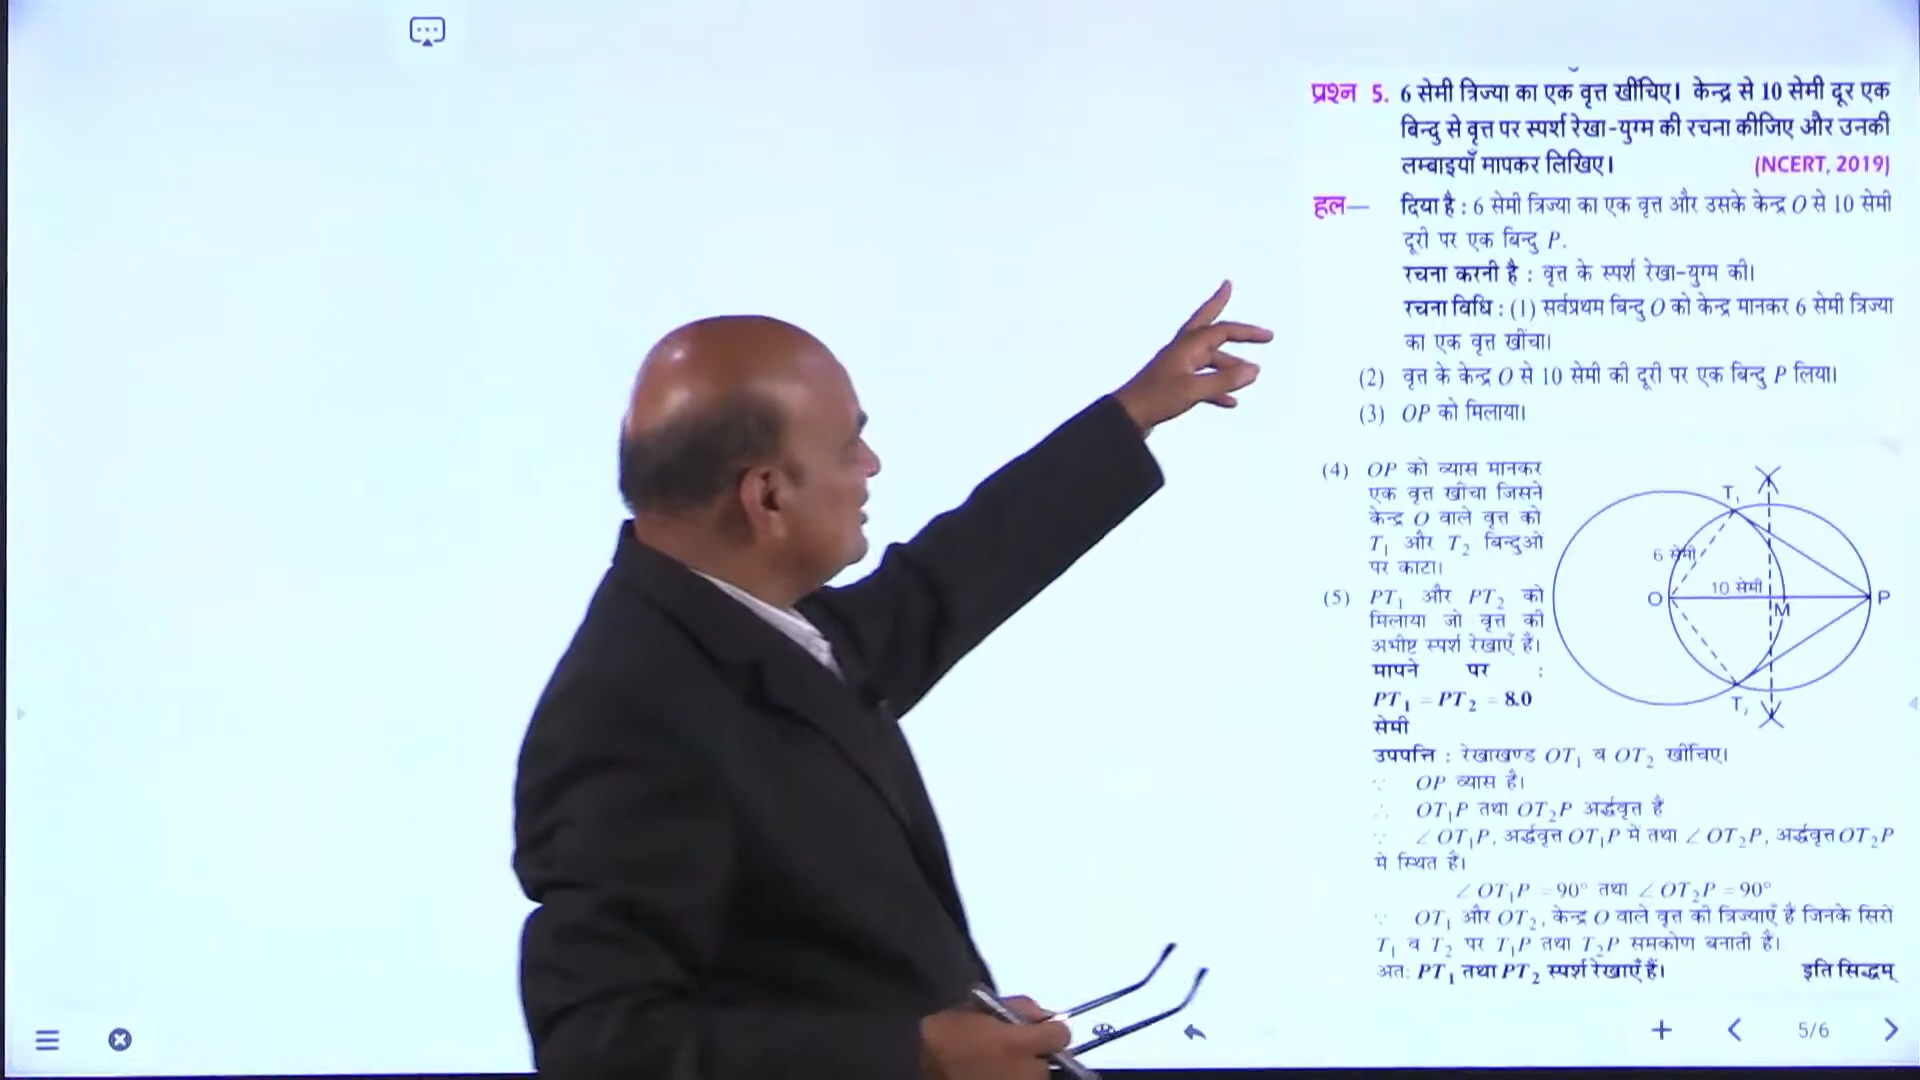 प्रश्न 5. 6 सेमी त्रिज्या का एक वृत्त खींचिए। केन्द्र से 10 सेमी दूर एक
बिन्दु से वृत्त पर स्पर्श रेखा-युग्म की रचना कीजिए और उनकी
लम्बाइयाँ मापकर लिखिए। (NCERT, 2019)
हल— दिया है : 6 सेमी त्रिज्या का एक वृत्त और उसके केन्द्र O से 10 सेमी
दूरी पर एक बिन्दु P.
रचना करनी है : वृत्त के स्पर्श रेखा-युग्म की।
रचना विधि : (1) सर्वप्रथम बिन्दु O को केन्द्र मानकर 6 सेमी त्रिज्या
का एक वृत्त खींचा।
(2) वृत्त के केन्द्र O से 10 सेमी की दूरी पर एक बिन्दु P लिया।
(3) OP को मिलाया।
(4) OP को व्यास मानकर
एक वृत्त खींचा जिसने
केन्द्र O वाले वृत्त को
T₁ और T₂ बिन्दुओं
पर काटा।
(5) PT₁ और PT₂ को
मिलाया जो वृत्त की
अभीष्ट स्पर्श रेखाएँ हैं।
मापने पर :
PT₁ = PT₂ = 8.0
सेमी
T₁
6 सेमी
10 सेमी
O
M
P
T₂
उपपत्ति : रेखाखण्ड OT₁ व OT₂ खींचिए।
∵ OP व्यास है।
∴ OT₁P तथा OT₂P अर्द्धवृत्त हैं
∵ ∠OT₁P, अर्द्धवृत्त OT₁P में तथा ∠OT₂P, अर्द्धवृत्त OT₂P
में स्थित हैं।
∠OT₁P = 90° तथा ∠OT₂P = 90°
∵ OT₁ और OT₂, केन्द्र O वाले वृत्त की त्रिज्याएँ हैं जिनके सिरों
T₁ व T₂ पर T₁P तथा T₂P समकोण बनाती हैं।
अतः PT₁ तथा PT₂ स्पर्श रेखाएँ हैं। इति सिद्धम्
5/6